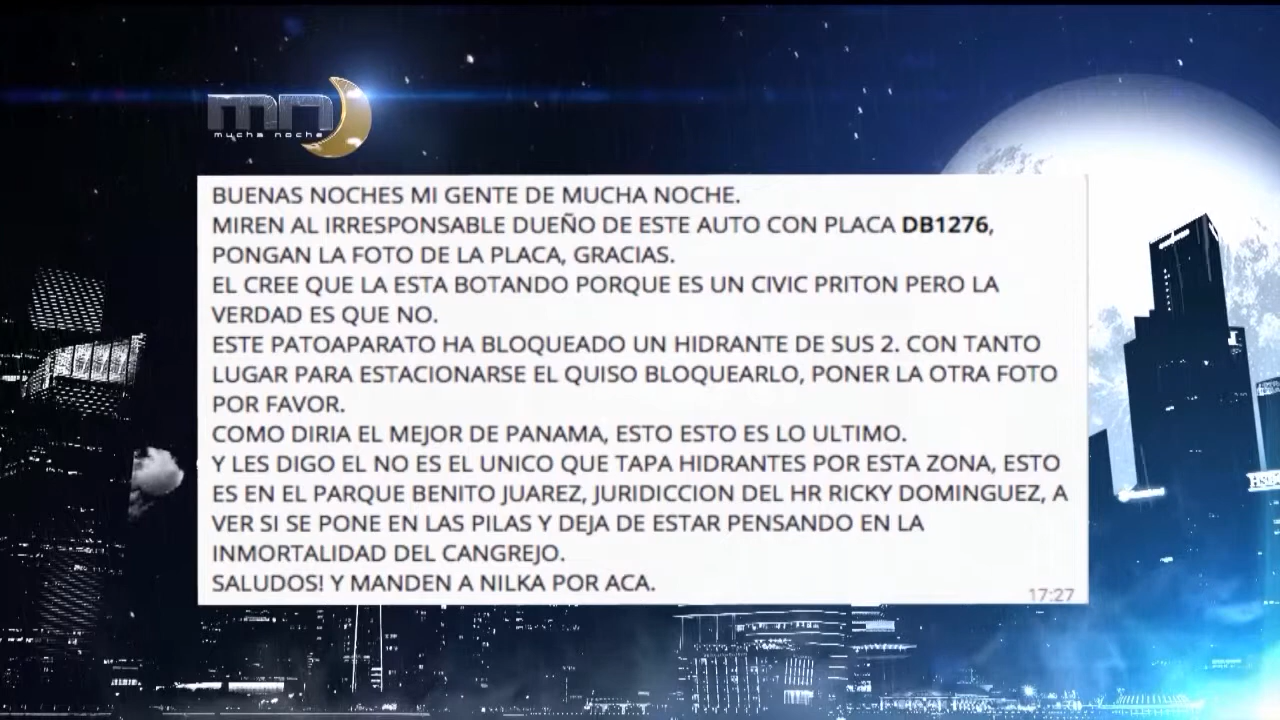 mn
mucha noche
BUENAS NOCHES MI GENTE DE MUCHA NOCHE.
MIREN AL IRRESPONSABLE DUEÑO DE ESTE AUTO CON PLACA DB1276,
PONGAN LA FOTO DE LA PLACA, GRACIAS.
EL CREE QUE LA ESTA BOTANDO PORQUE ES UN CIVIC PRITON PERO LA
VERDAD ES QUE NO.
ESTE PATOAPARATO HA BLOQUEADO UN HIDRANTE DE SUS 2. CON TANTO
LUGAR PARA ESTACIONARSE EL QUISO BLOQUEARLO, PONER LA OTRA FOTO
POR FAVOR.
COMO DIRIA EL MEJOR DE PANAMA, ESTO ESTO ES LO ULTIMO.
Y LES DIGO EL NO ES EL UNICO QUE TAPA HIDRANTES POR ESTA ZONA, ESTO
ES EN EL PARQUE BENITO JUAREZ, JURIDICCION DEL HR RICKY DOMINGUEZ, A
VER SI SE PONE EN LAS PILAS Y DEJA DE ESTAR PENSANDO EN LA
INMORTALIDAD DEL CANGREJO.
SALUDOS! Y MANDEN A NILKA POR ACA.
17:27